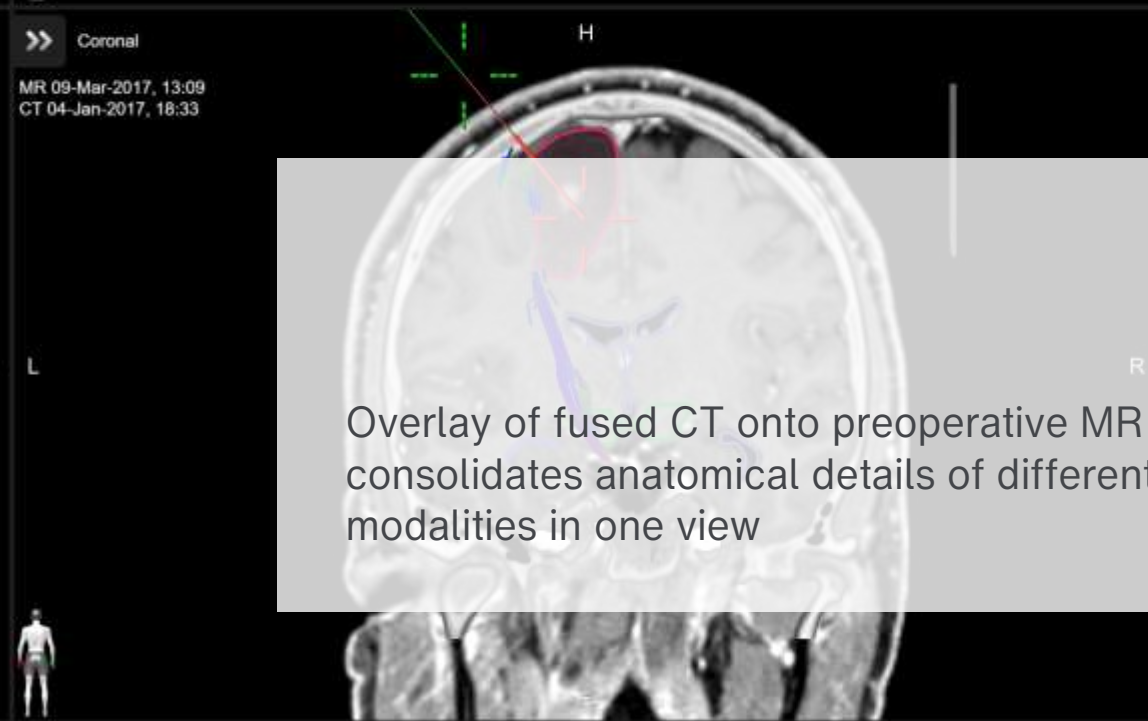 Coronal
H
MR 09-Mar-2017, 13:09
CT 04-Jan-2017, 18:33
L
R
Overlay of fused CT onto preoperative MR
consolidates anatomical details of different
modalities in one view